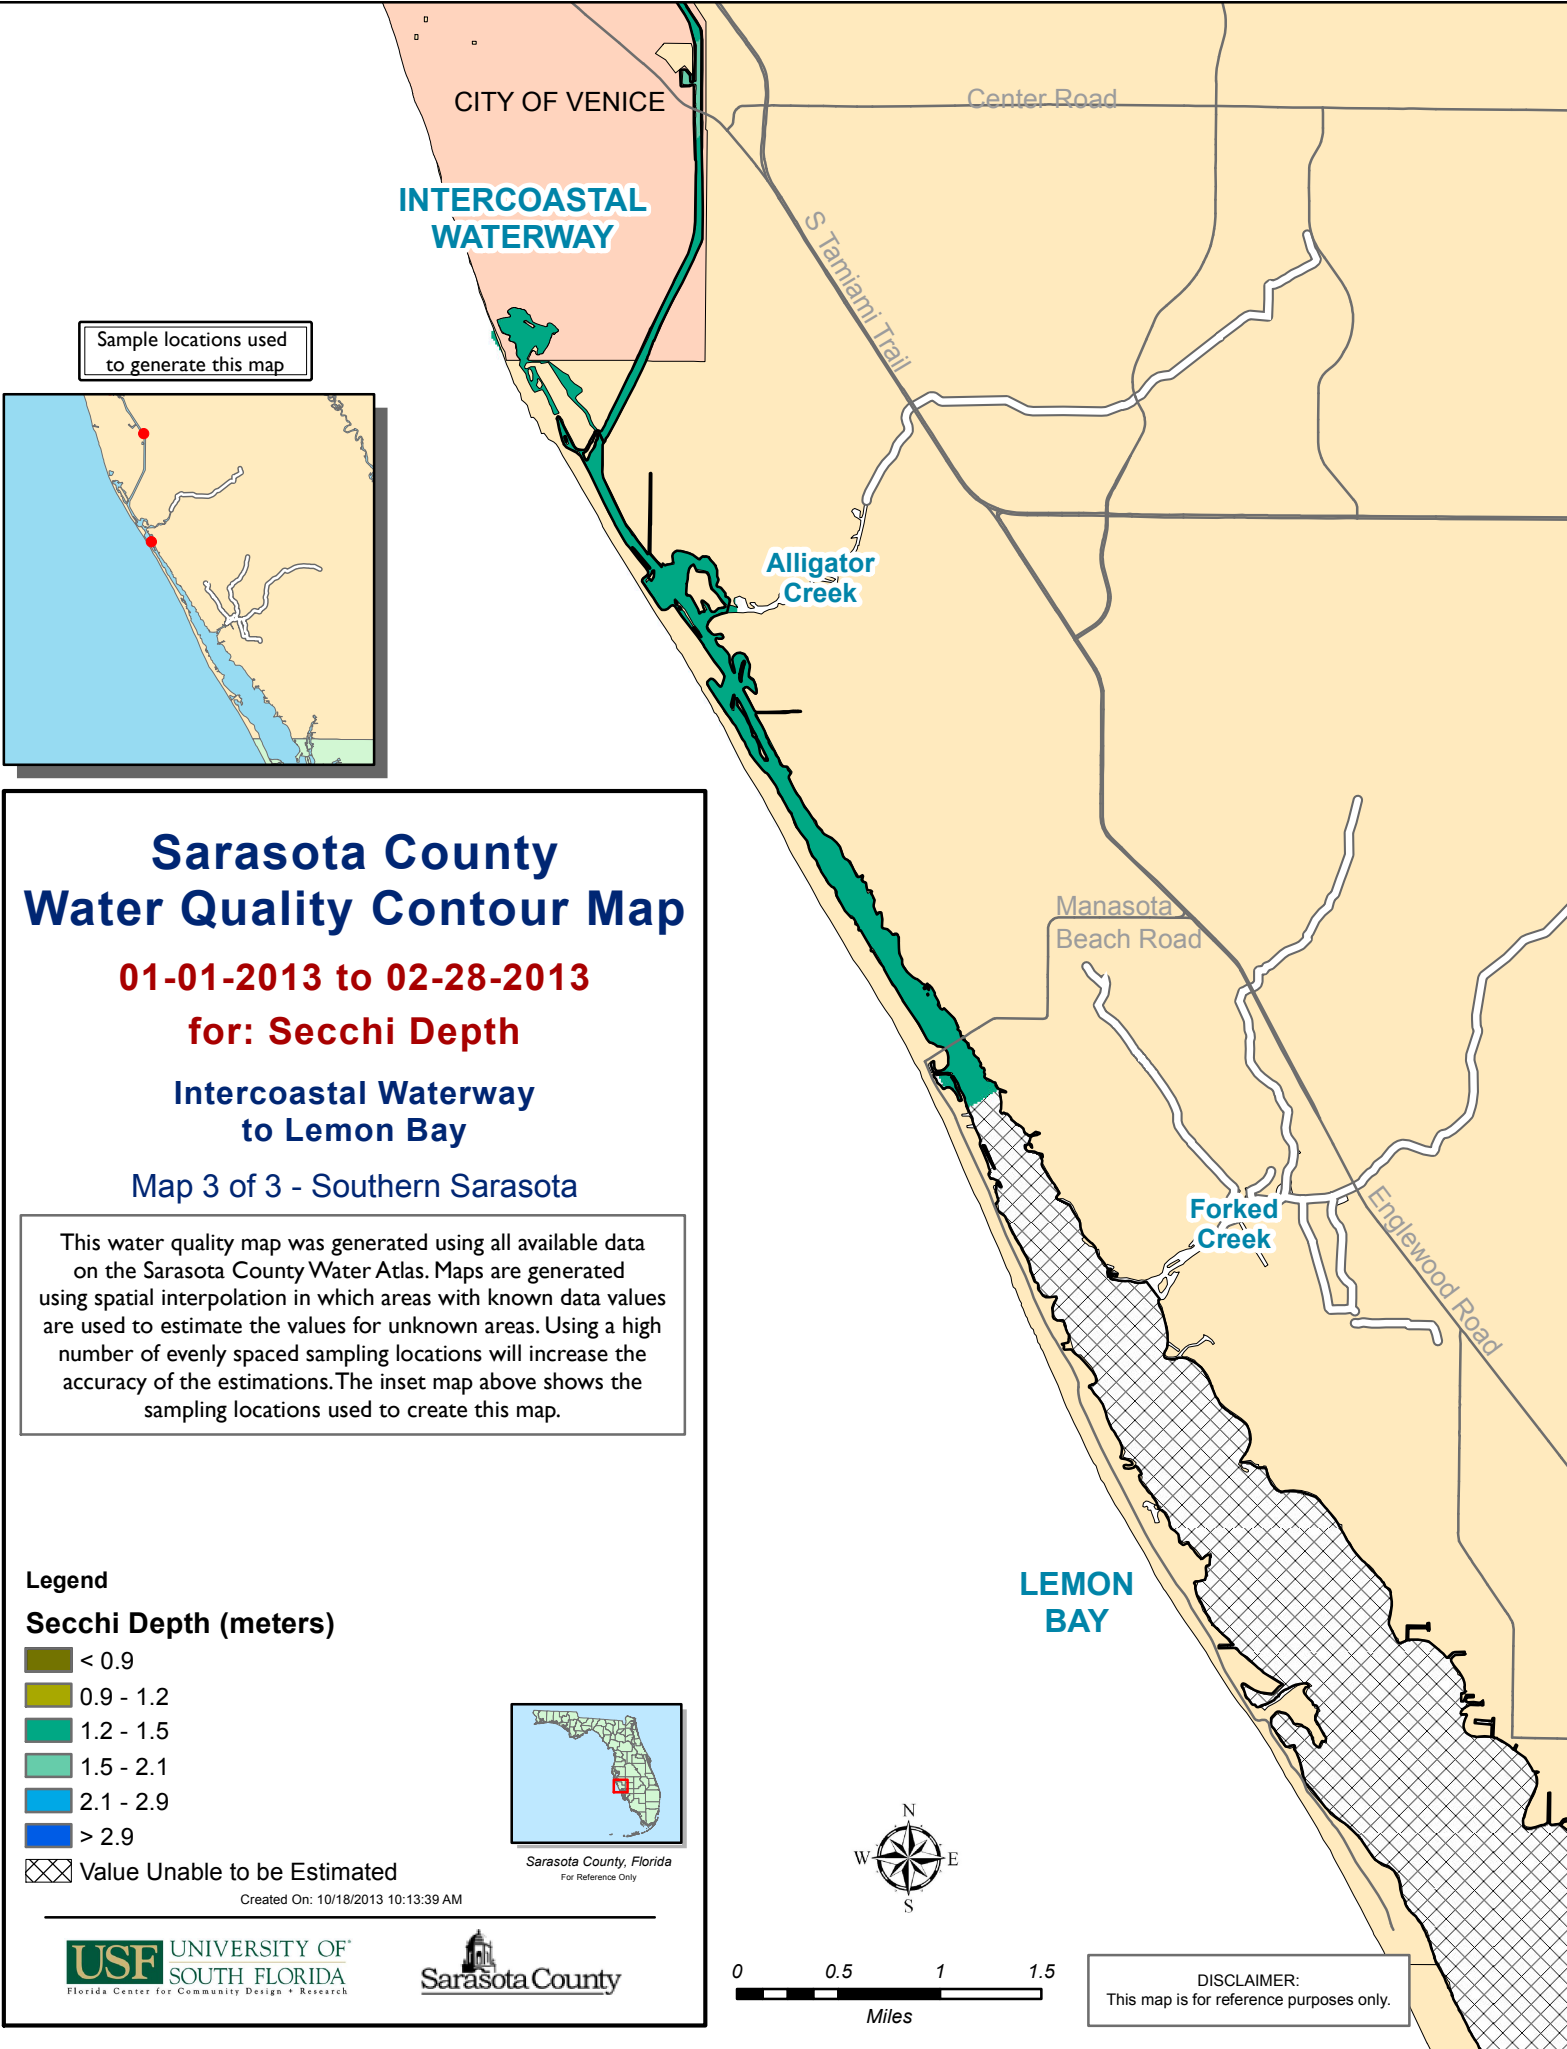 CITY OF VENICE
Center Road
INTERCOASTAL
WATERWAY
S Tamiami Trail
Sample locations used
to generate this map
Alligator
Creek
Sarasota County
Water Quality Contour Map
01-01-2013 to 02-28-2013
for: Secchi Depth
Intercoastal Waterway
to Lemon Bay
Map 3 of 3 - Southern Sarasota
This water quality map was generated using all available data
on the Sarasota County Water Atlas. Maps are generated
using spatial interpolation in which areas with known data values
are used to estimate the values for unknown areas. Using a high
number of evenly spaced sampling locations will increase the
accuracy of the estimations. The inset map above shows the
sampling locations used to create this map.
Manasota
Beach Road
Forked
Creek
Englewood Road
LEMON
BAY
Legend
Secchi Depth (meters)
< 0.9
0.9 - 1.2
1.2 - 1.5
1.5 - 2.1
2.1 - 2.9
> 2.9
Value Unable to be Estimated
Sarasota County, Florida
For Reference Only
Created On: 10/18/2013 10:13:39 AM
USF UNIVERSITY OF
SOUTH FLORIDA
Florida Center for Community Design + Research
Sarasota County
N
W E
S
0 0.5 1 1.5
Miles
DISCLAIMER:
This map is for reference purposes only.